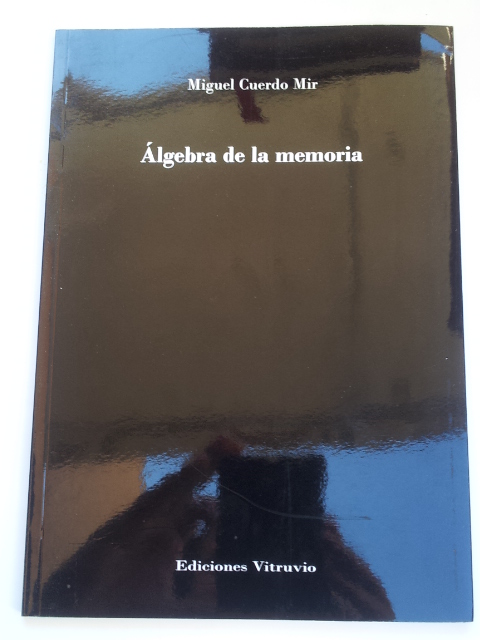 Miguel Cuerdo Mir
Álgebra de la memoria
Ediciones Vitruvio